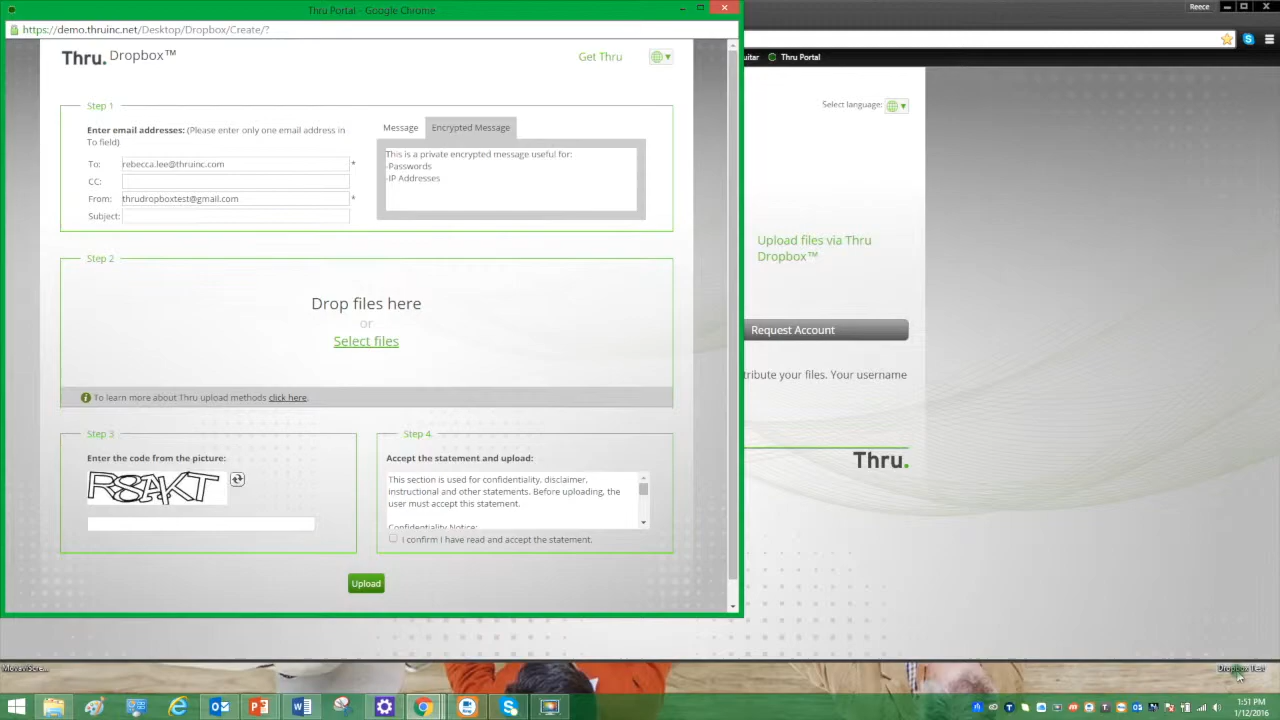 Thru Portal - Google Chrome
Reece
https://demo.thruinc.net/Desktop/Dropbox/Create/?
Thru. Dropbox™
Get Thru
uitar
Thru Portal
Select language:
Step 1
Enter email addresses: (Please enter only one email address in
To field)
To: rebecca.lee@thruinc.com *
CC:
From: thrudropboxtest@gmail.com *
Subject:
Message
Encrypted Message
This is a private encrypted message useful for:
-Passwords
-IP Addresses
Upload files via Thru
Dropbox™
Step 2
Drop files here
or
Select files
To learn more about Thru upload methods click here.
Request Account
tribute your files. Your username
Thru.
Step 3
Enter the code from the picture:
Step 4
Accept the statement and upload:
This section is used for confidentiality, disclaimer,
instructional and other statements. Before uploading, the
user must accept this statement.
Confidentiality Notice:
I confirm I have read and accept the statement.
Upload
MovaviScre...
Dropbox Test
1:51 PM
1/12/2016